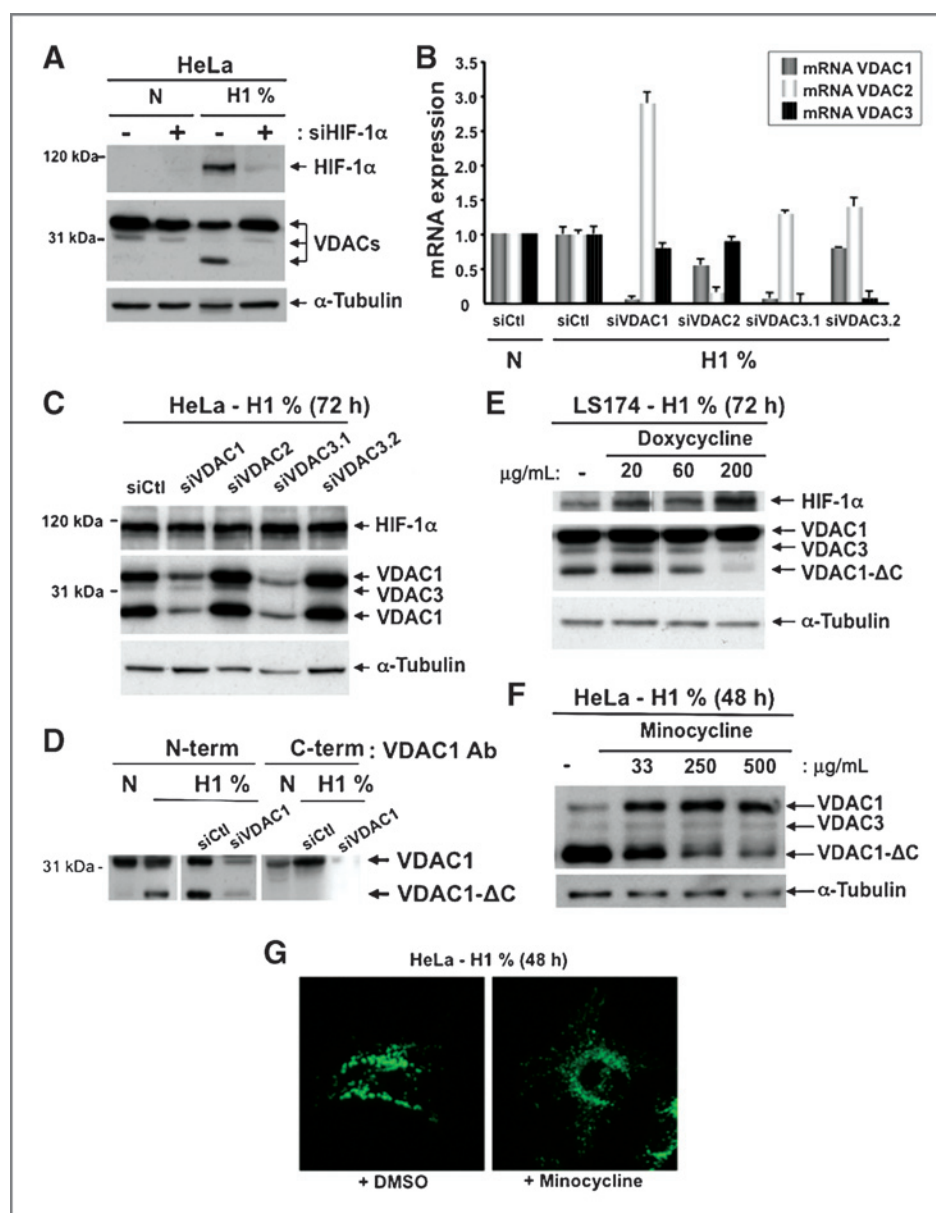 A
HeLa
N H1 %
- + - + : siHIF-1α
120 kDa
HIF-1α
31 kDa
VDACs
α-Tubulin
B
mRNA expression
3.5
3.0
2.5
2.0
1.5
1.0
0.5
0
mRNA VDAC1
mRNA VDAC2
mRNA VDAC3
siCtl siCtl siVDAC1 siVDAC2 siVDAC3.1 siVDAC3.2
N H1 %
C
HeLa - H1 % (72 h)
siCtl siVDAC1 siVDAC2 siVDAC3.1 siVDAC3.2
120 kDa
HIF-1α
31 kDa
VDAC1
VDAC3
VDAC1
α-Tubulin
D
N-term C-term : VDAC1 Ab
N H1 % N H1 %
siCtl siVDAC1 siCtl siVDAC1
31 kDa -
VDAC1
VDAC1-ΔC
E
LS174 - H1 % (72 h)
Doxycycline
μg/mL: - 20 60 200
HIF-1α
VDAC1
VDAC3
VDAC1-ΔC
α-Tubulin
F
HeLa - H1 % (48 h)
Minocycline
- 33 250 500 : μg/mL
VDAC1
VDAC3
VDAC1-ΔC
α-Tubulin
G
HeLa - H1 % (48 h)
+ DMSO + Minocycline